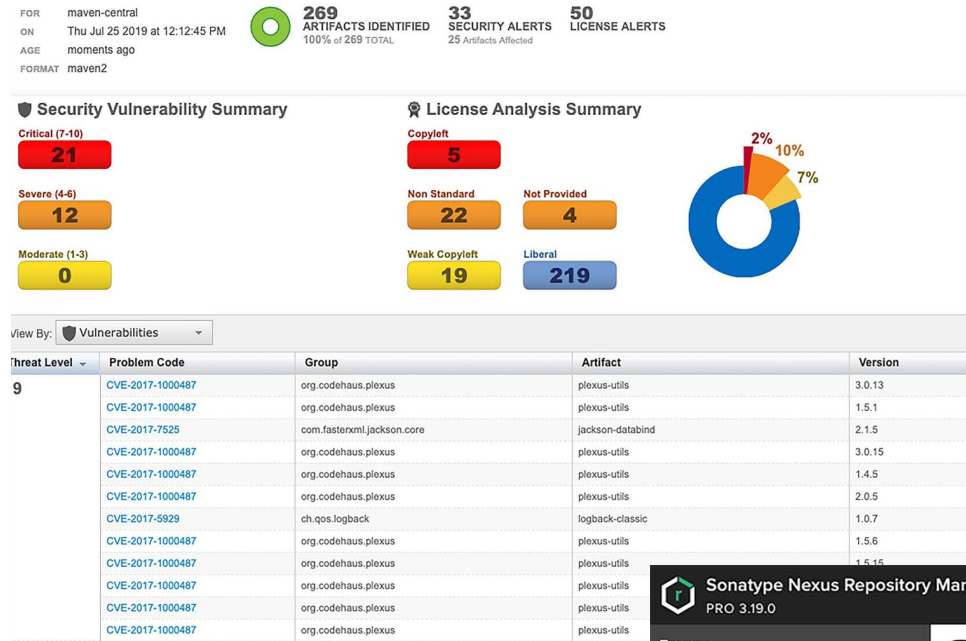 FOR maven-central
ON Thu Jul 25 2019 at 12:12:45 PM
AGE moments ago
FORMAT maven2
269
ARTIFACTS IDENTIFIED
100% of 269 TOTAL
33
SECURITY ALERTS
25 Artifacts Affected
50
LICENSE ALERTS
Security Vulnerability Summary
Critical (7-10)
21
Severe (4-6)
12
Moderate (1-3)
0
License Analysis Summary
Copyleft
5
Non Standard
22
Not Provided
4
Weak Copyleft
19
Liberal
219
2%
10%
7%
View By: Vulnerabilities
Threat Level Problem Code Group Artifact Version
9 CVE-2017-1000487 org.codehaus.plexus plexus-utils 3.0.13
CVE-2017-1000487 org.codehaus.plexus plexus-utils 1.5.1
CVE-2017-7525 com.fasterxml.jackson.core jackson-databind 2.1.5
CVE-2017-1000487 org.codehaus.plexus plexus-utils 3.0.15
CVE-2017-1000487 org.codehaus.plexus plexus-utils 1.4.5
CVE-2017-1000487 org.codehaus.plexus plexus-utils 2.0.5
CVE-2017-5929 ch.qos.logback logback-classic 1.0.7
CVE-2017-1000487 org.codehaus.plexus plexus-utils 1.5.6
CVE-2017-1000487 org.codehaus.plexus plexus-utils 1.5.15
CVE-2017-1000487 org.codehaus.plexus plexus-utils
CVE-2017-1000487 org.codehaus.plexus plexus-utils
CVE-2017-1000487 org.codehaus.plexus plexus-utils
Sonatype Nexus Repository Man
PRO 3.19.0